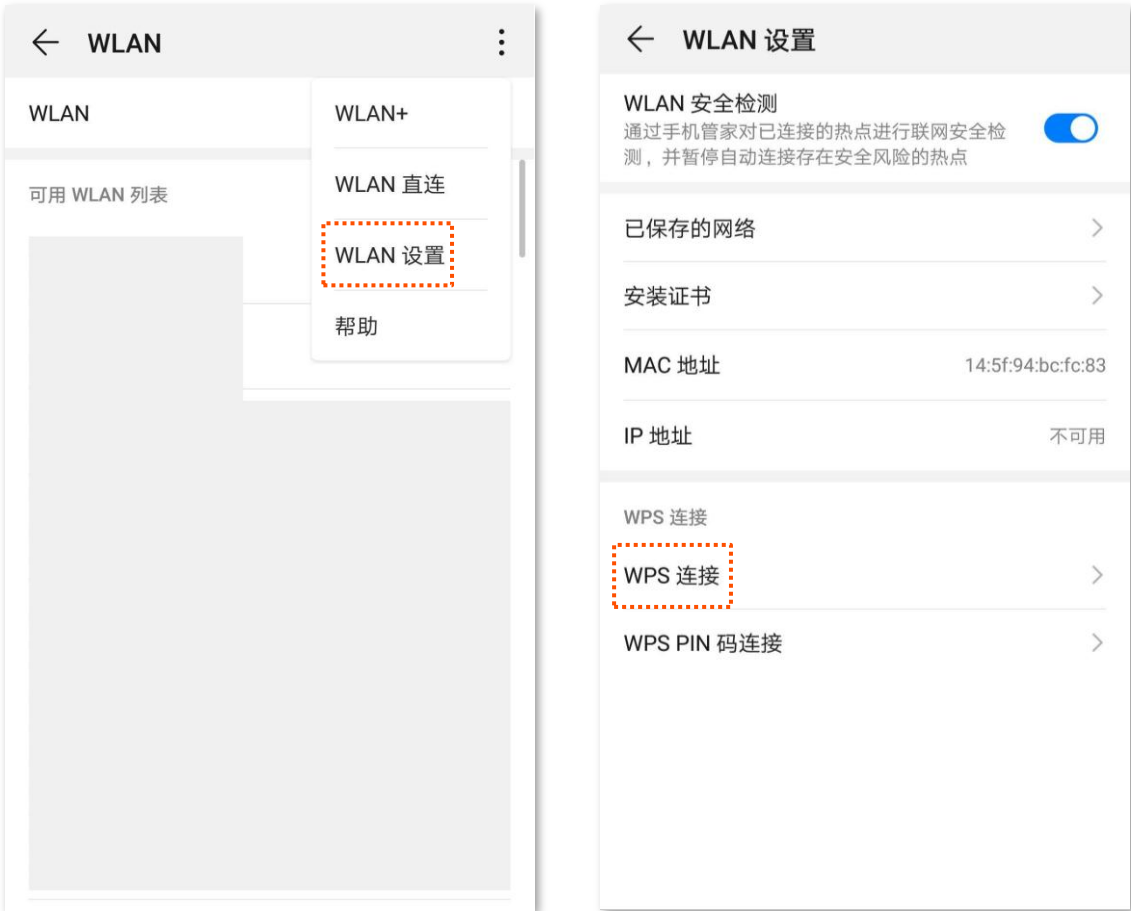 WLAN
WLAN
WLAN+
WLAN 直连
可用 WLAN 列表
WLAN 设置
帮助
WLAN 设置
WLAN 安全检测
通过手机管家对已连接的热点进行联网安全检
测，并暂停自动连接存在安全风险的热点
已保存的网络
安装证书
MAC 地址
14:5f:94:bc:fc:83
IP 地址
不可用
WPS 连接
WPS 连接
WPS PIN 码连接